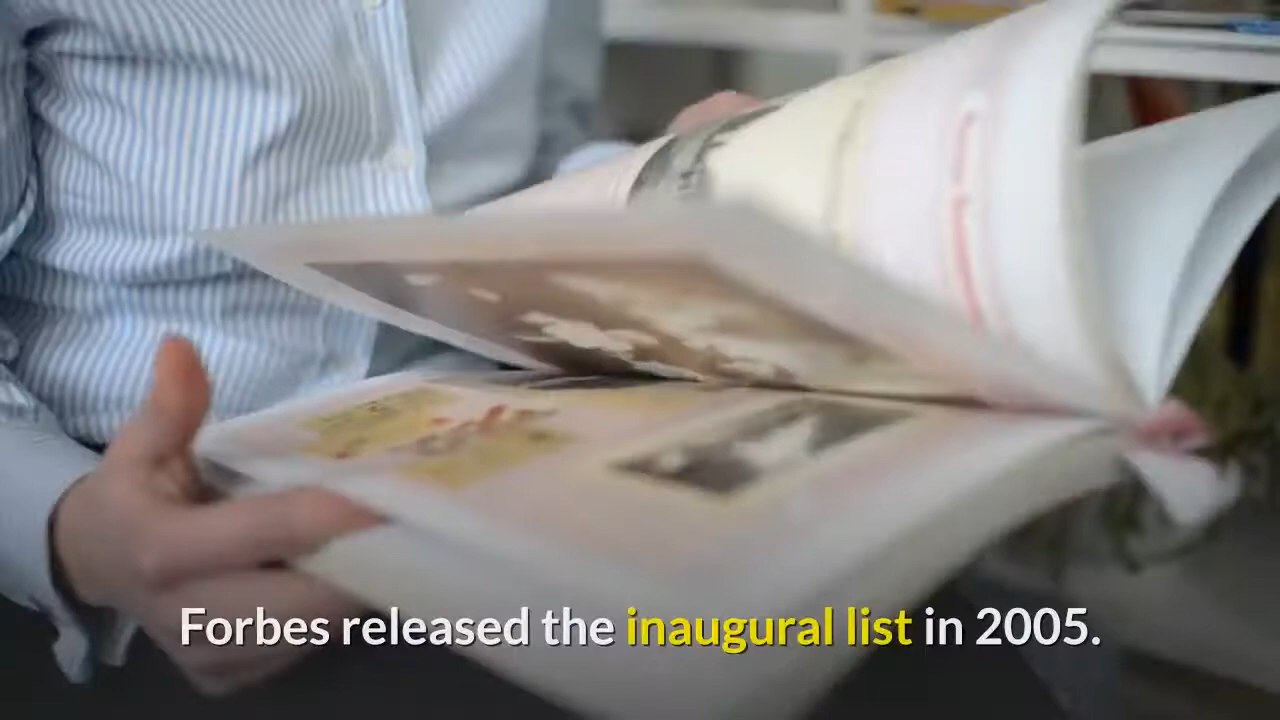 Forbes released the inaugural list in 2005.